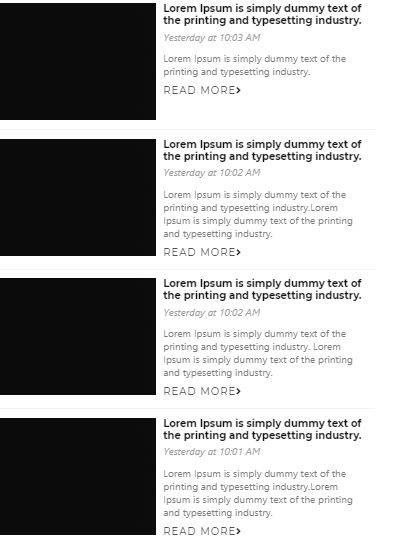 Lorem Ipsum is simply dummy text of
the printing and typesetting industry.
Yesterday at 10:03 AM
Lorem Ipsum is simply dummy text of the
printing and typesetting industry.
READ MORE>
Lorem Ipsum is simply dummy text of
the printing and typesetting industry.
Yesterday at 10:02 AM
Lorem Ipsum is simply dummy text of the
printing and typesetting industry.Lorem
Ipsum is simply dummy text of the printing
and typesetting industry.
READ MORE>
Lorem Ipsum is simply dummy text of
the printing and typesetting industry.
Yesterday at 10:02 AM
Lorem Ipsum is simply dummy text of the
printing and typesetting industry. Lorem
Ipsum is simply dummy text of the printing
and typesetting industry.
READ MORE>
Lorem Ipsum is simply dummy text of
the printing and typesetting industry.
Yesterday at 10:01 AM
Lorem Ipsum is simply dummy text of the
printing and typesetting industry.Lorem
Ipsum is simply dummy text of the printing
and typesetting industry.
READ MORE>